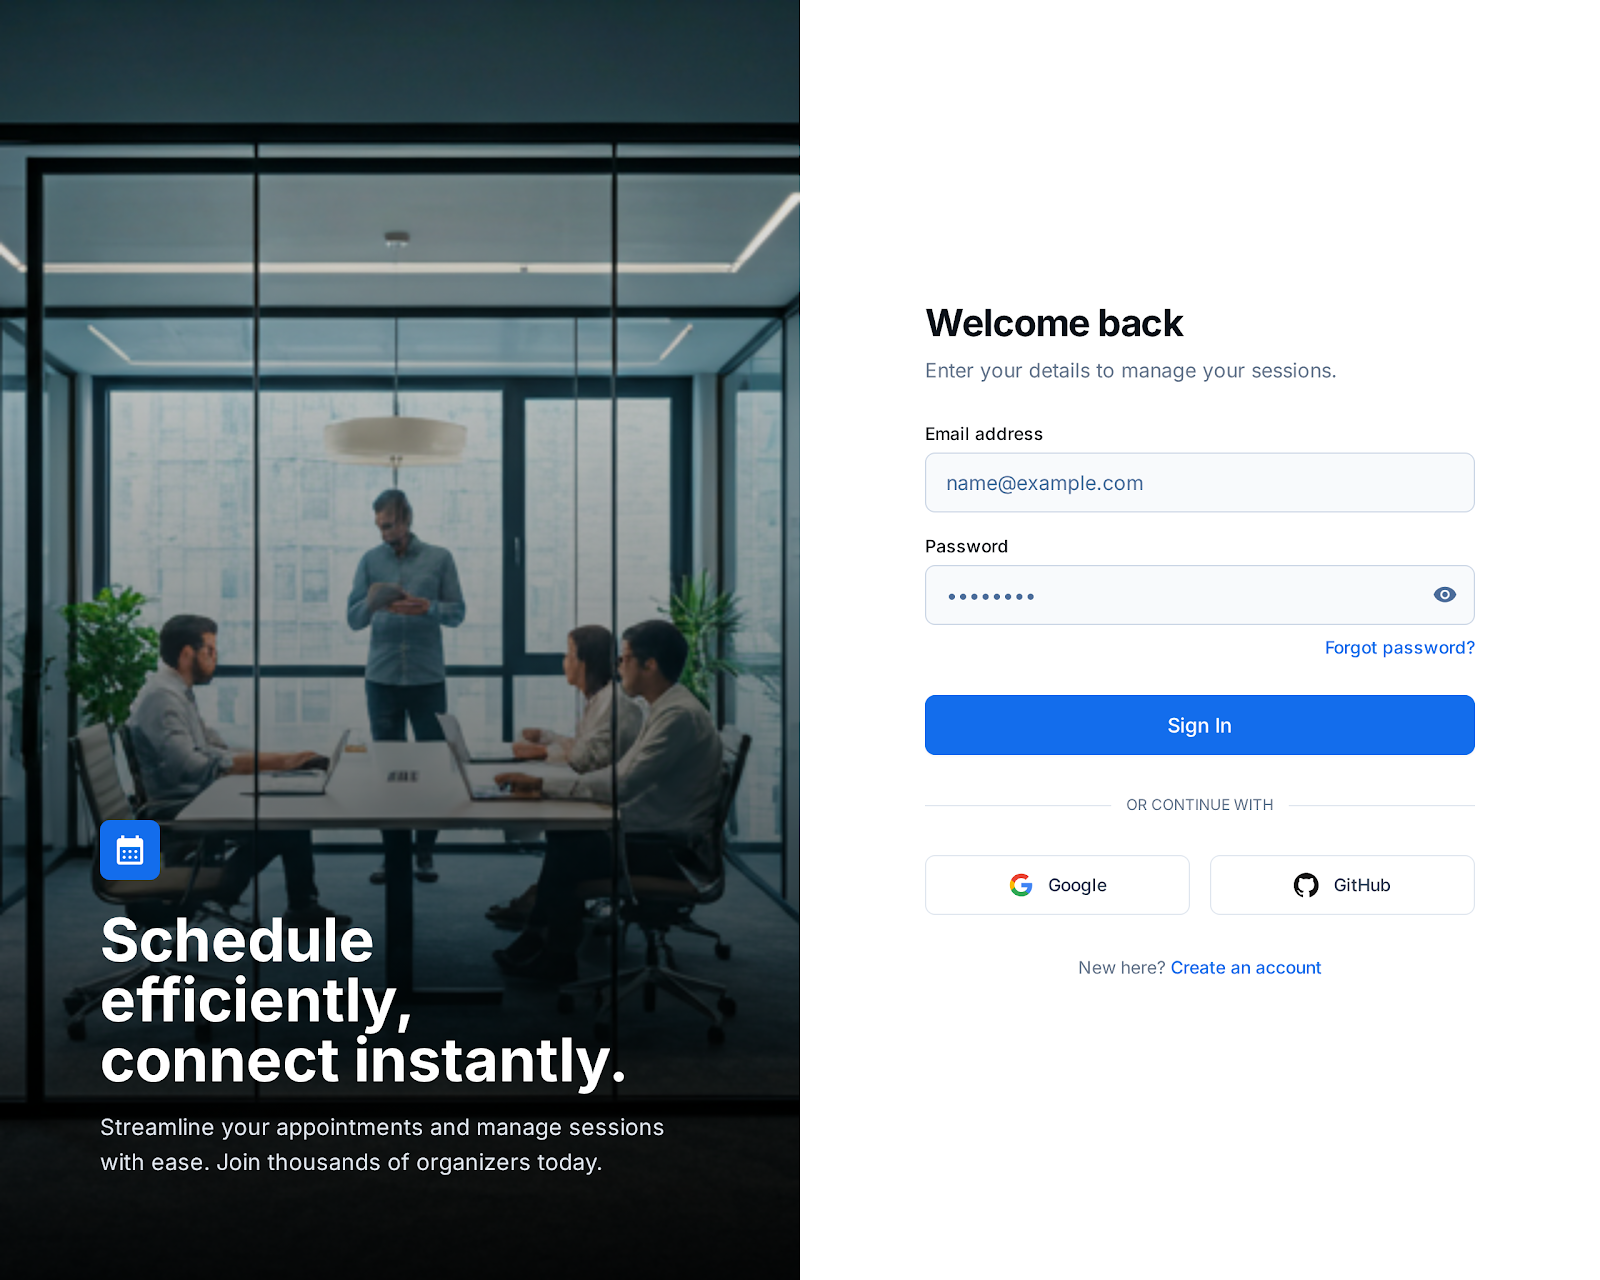 Schedule
efficiently,
connect instantly.
Streamline your appointments and manage sessions
with ease. Join thousands of organizers today.
Welcome back
Enter your details to manage your sessions.
Email address
name@example.com
Password
••••••••
Forgot password?
Sign In
OR CONTINUE WITH
Google
GitHub
New here? Create an account